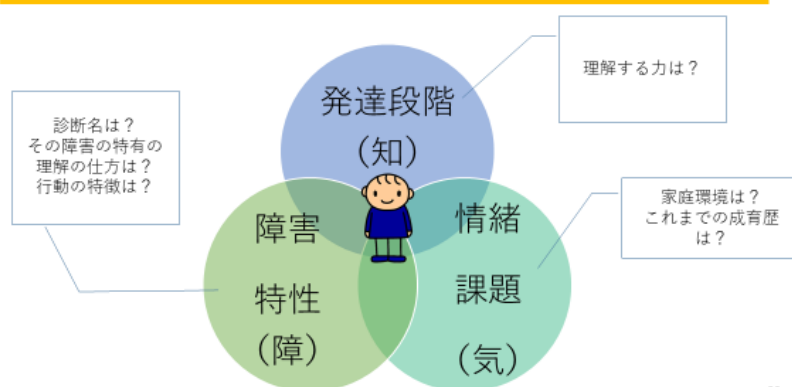 理解する力は？
発達段階
（知）
診断名は？
その障害の特有の
理解の仕方は？
行動の特徴は？
障害
特性
（障）
情緒
課題
（気）
家庭環境は？
これまでの成育歴
は？